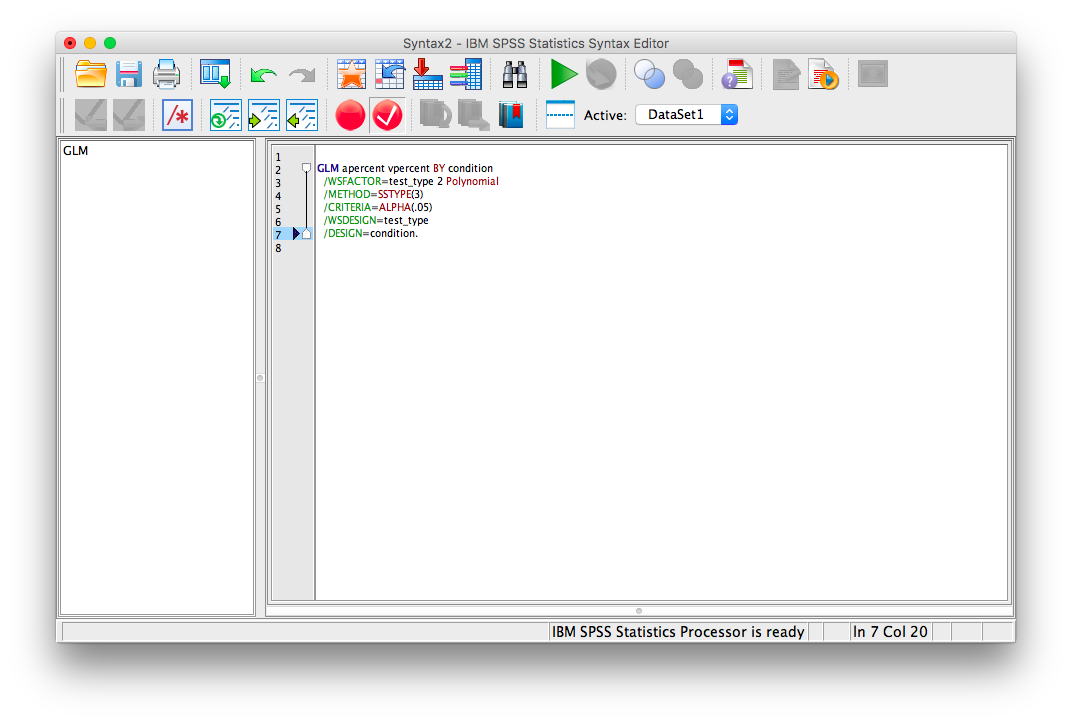 Syntax2 - IBM SPSS Statistics Syntax Editor
Active: DataSet1
GLM
1
2 GLM apercent vpercent BY condition
3 /WSFACTOR=test_type 2 Polynomial
4 /METHOD=SSTYPE(3)
5 /CRITERIA=ALPHA(.05)
6 /WSDESIGN=test_type
7 /DESIGN=condition.
8
IBM SPSS Statistics Processor is ready In 7 Col 20